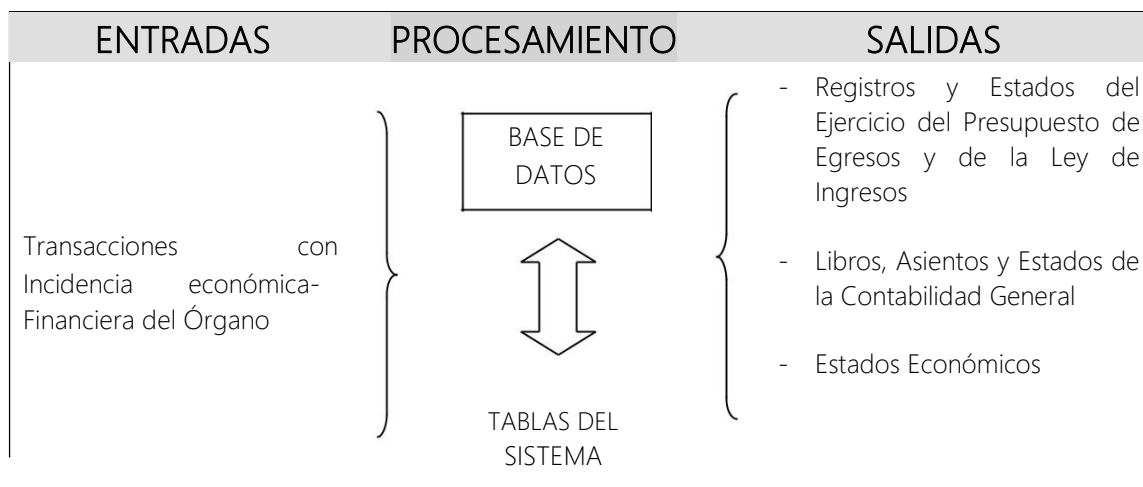 ENTRADAS PROCESAMIENTO SALIDAS
Transacciones con
Incidencia económica-
Financiera del Órgano
BASE DE
DATOS
TABLAS DEL
SISTEMA
- Registros y Estados del
Ejercicio del Presupuesto de
Egresos y de la Ley de
Ingresos
- Libros, Asientos y Estados de
la Contabilidad General
- Estados Económicos